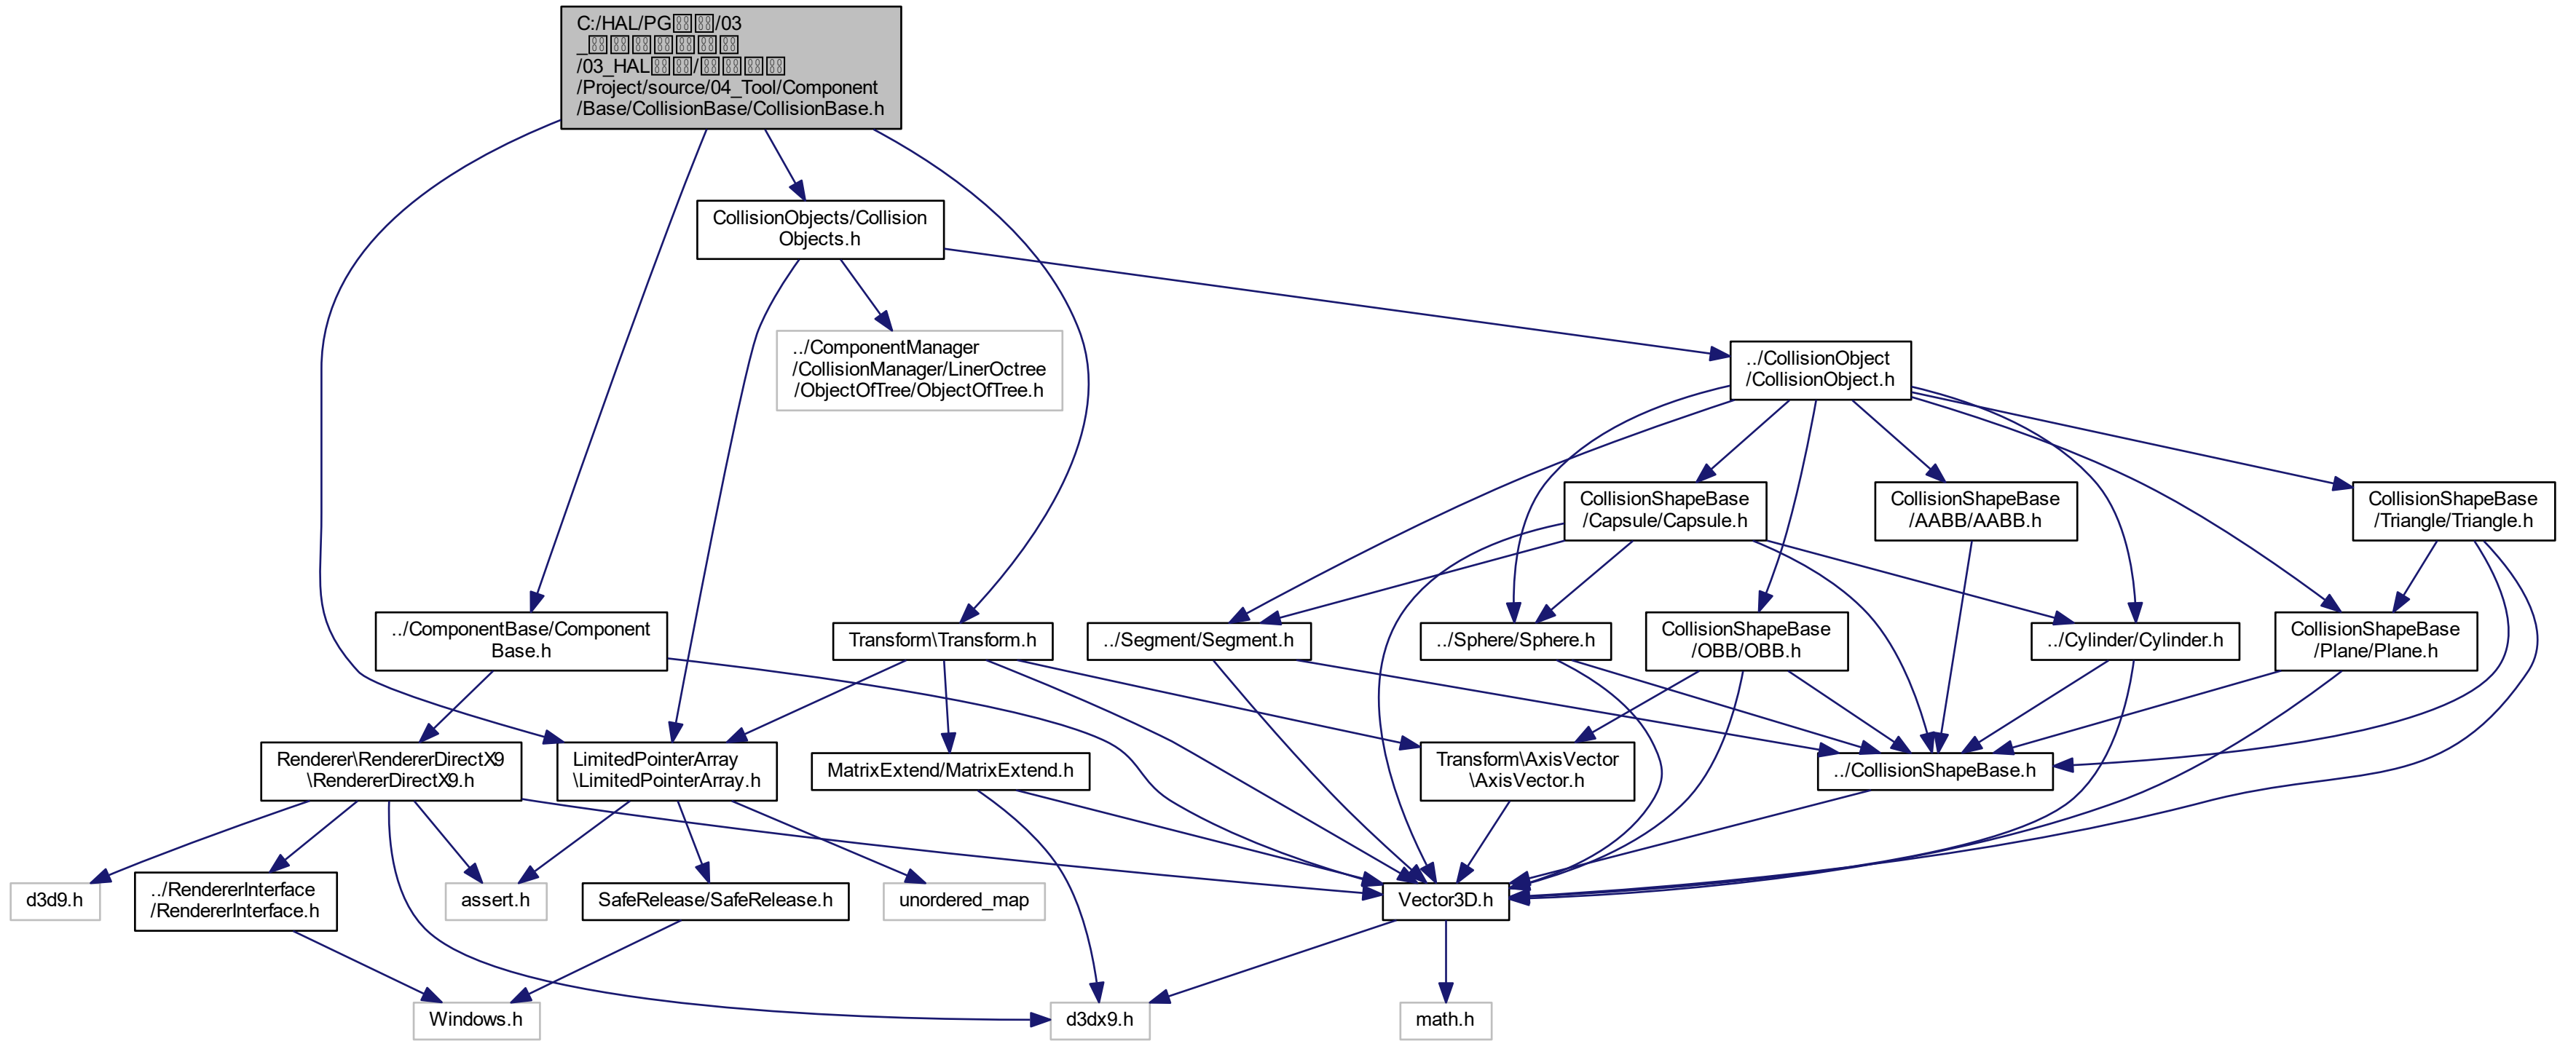 C:/HAL/PG
/03
_
/03_HAL
/
/Project/source/04_Tool/Component
/Base/CollisionBase/CollisionBase.h
CollisionObjects/Collision
Objects.h
../ComponentManager
/CollisionManager/LinerOctree
/ObjectOfTree/ObjectOfTree.h
../CollisionObject
/CollisionObject.h
CollisionShapeBase
/Capsule/Capsule.h
CollisionShapeBase
/AABB/AABB.h
CollisionShapeBase
/Triangle/Triangle.h
../ComponentBase/Component
Base.h
Transform\Transform.h
../Segment/Segment.h
../Sphere/Sphere.h
CollisionShapeBase
/OBB/OBB.h
../Cylinder/Cylinder.h
CollisionShapeBase
/Plane/Plane.h
Renderer\RendererDirectX9
\RendererDirectX9.h
LimitedPointerArray
\LimitedPointerArray.h
MatrixExtend/MatrixExtend.h
Transform\AxisVector
\AxisVector.h
../CollisionShapeBase.h
d3d9.h
../RendererInterface
/RendererInterface.h
assert.h
SafeRelease/SafeRelease.h
unordered_map
Vector3D.h
Windows.h
d3dx9.h
math.h